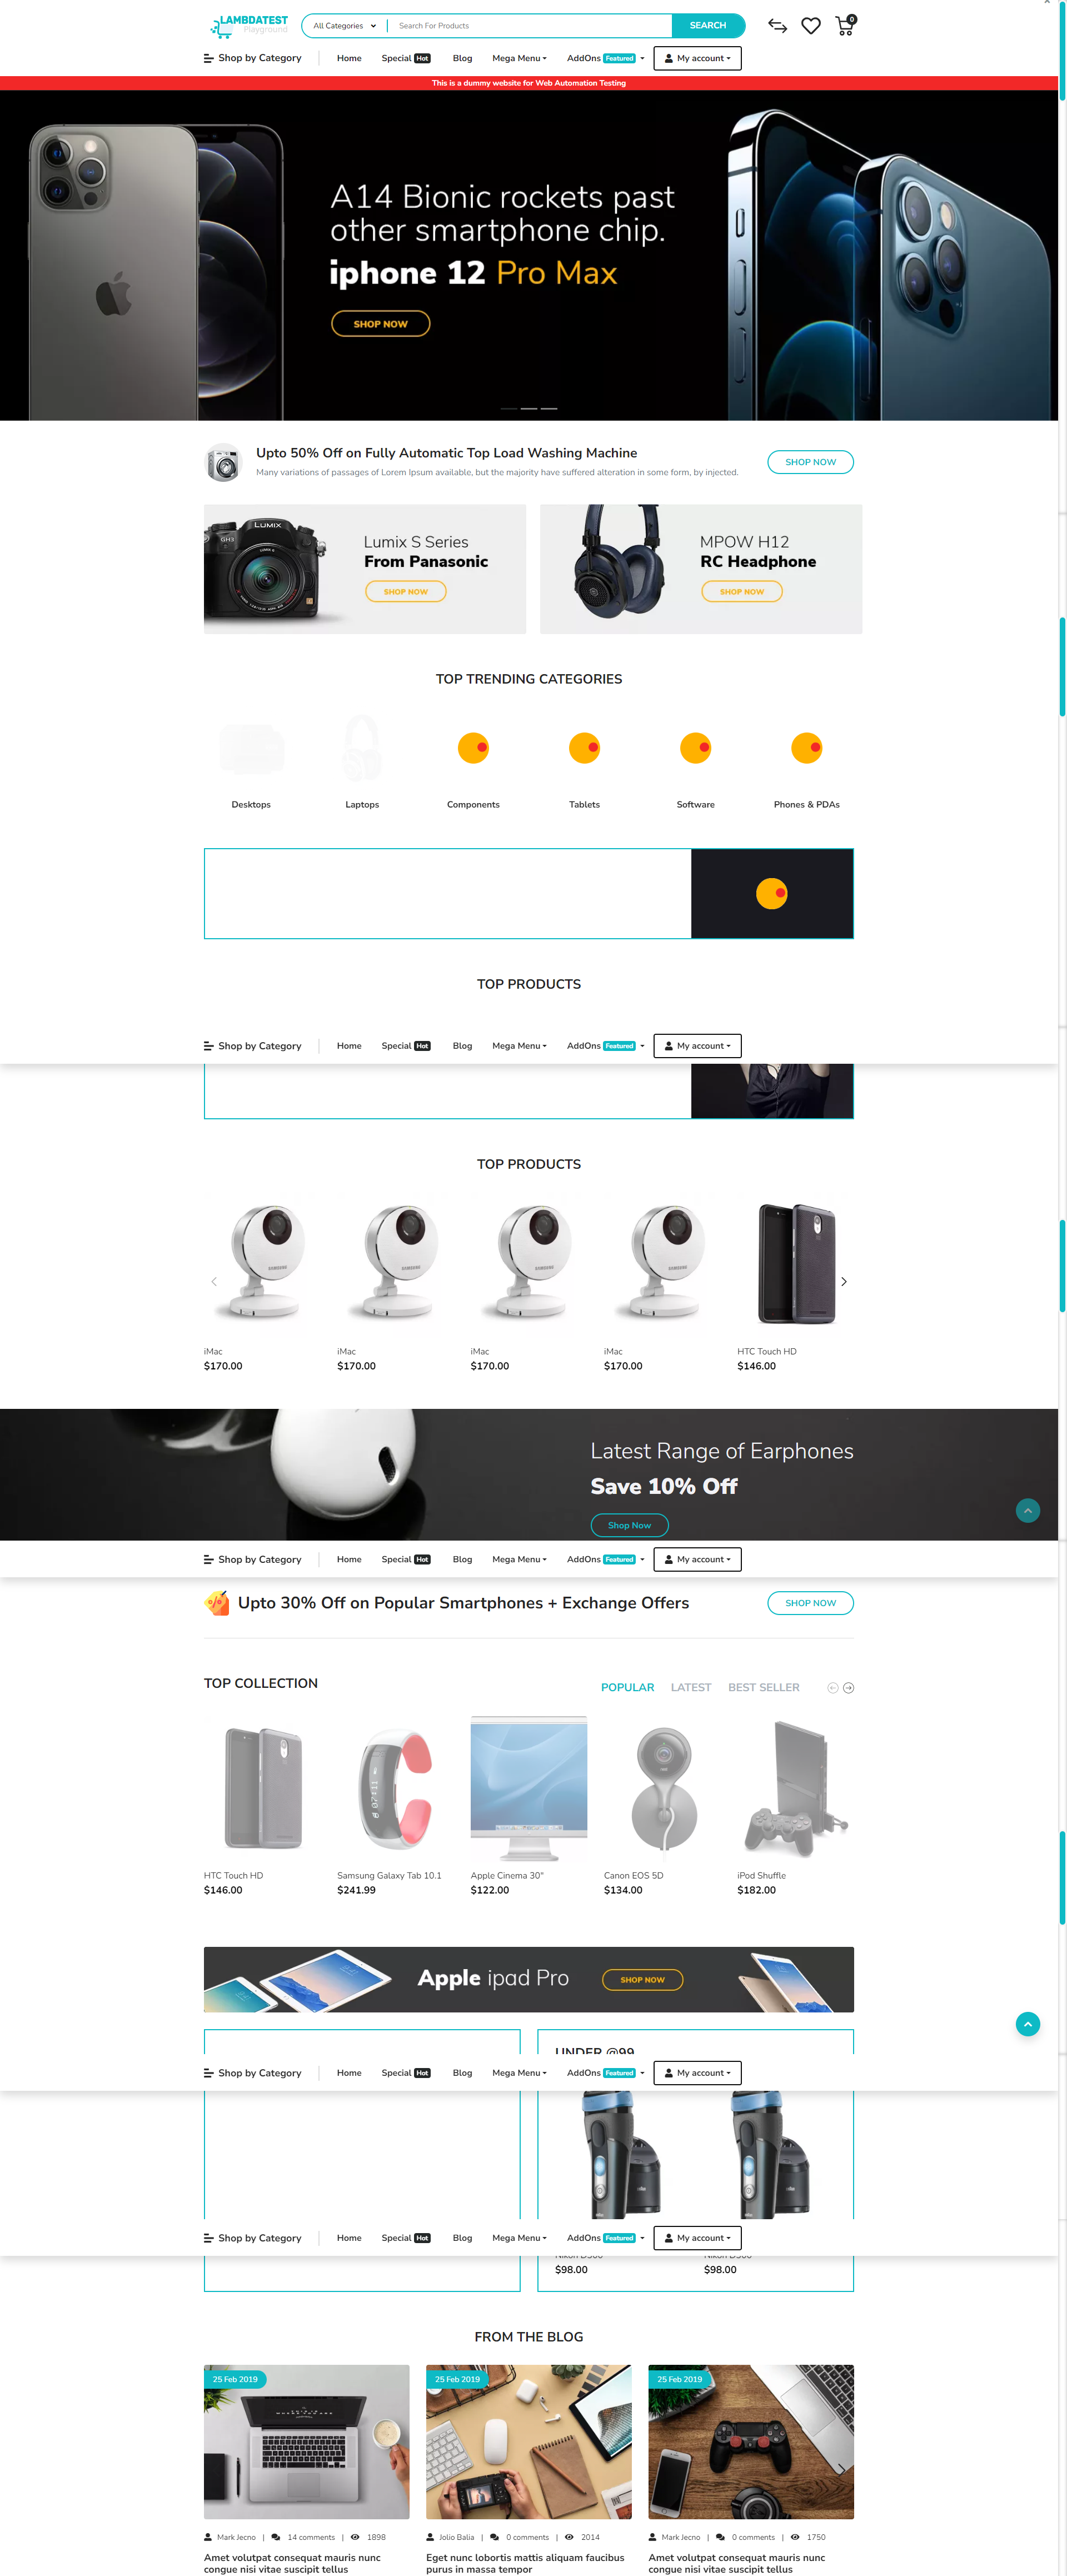 LAMBDATEST
Playground
All Categories
Search For Products
SEARCH
0
Shop by Category
Home
Special Hot
Blog
Mega Menu
AddOns Featured
My account
This is a dummy website for Web Automation Testing
A14 Bionic rockets past
other smartphone chip.
iphone 12 Pro Max
SHOP NOW
Upto 50% Off on Fully Automatic Top Load Washing Machine
Many variations of passages of Lorem Ipsum available, but the majority have suffered alteration in some form, by injected.
SHOP NOW
LUMIX
GH3
Lumix S Series
From Panasonic
SHOP NOW
MPOW H12
RC Headphone
SHOP NOW
TOP TRENDING CATEGORIES
Desktops
Laptops
Components
Tablets
Software
Phones & PDAs
TOP PRODUCTS
Shop by Category
Home
Special Hot
Blog
Mega Menu
AddOns Featured
My account
TOP PRODUCTS
SAMSUNG
SAMSUNG
SAMSUNG
SAMSUNG
iMac
$170.00
iMac
$170.00
iMac
$170.00
iMac
$170.00
HTC Touch HD
$146.00
Latest Range of Earphones
Save 10% Off
Shop Now
Shop by Category
Home
Special Hot
Blog
Mega Menu
AddOns Featured
My account
Upto 30% Off on Popular Smartphones + Exchange Offers
SHOP NOW
TOP COLLECTION
POPULAR
LATEST
BEST SELLER
07:11
HTC Touch HD
$146.00
Samsung Galaxy Tab 10.1
$241.99
Apple Cinema 30"
$122.00
Canon EOS 5D
$134.00
iPod Shuffle
$182.00
Apple ipad Pro
SHOP NOW
UNDER @99
Shop by Category
Home
Special Hot
Blog
Mega Menu
AddOns Featured
My account
Shop by Category
Home
Special Hot
Blog
Mega Menu
AddOns Featured
My account
Nikon D300
$98.00
Nikon D300
$98.00
FROM THE BLOG
25 Feb 2019
25 Feb 2019
25 Feb 2019
Mark Jecno | 14 comments | 1898
Amet volutpat consequat mauris nunc
congue nisi vitae suscipit tellus
Jolio Balia | 0 comments | 2014
Eget nunc lobortis mattis aliquam faucibus
purus in massa tempor
Mark Jecno | 0 comments | 1750
Amet volutpat consequat mauris nunc
congue nisi vitae suscipit tellus